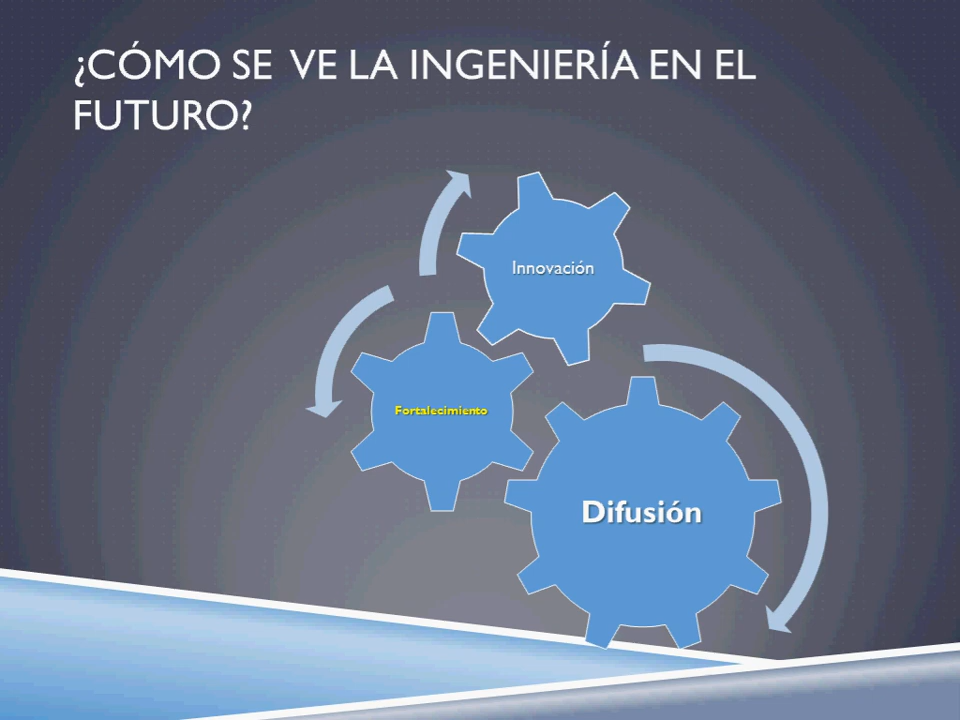 ¿CÓMO SE VE LA INGENIERÍA EN EL
FUTURO?
Innovación
Fortalecimiento
Difusión